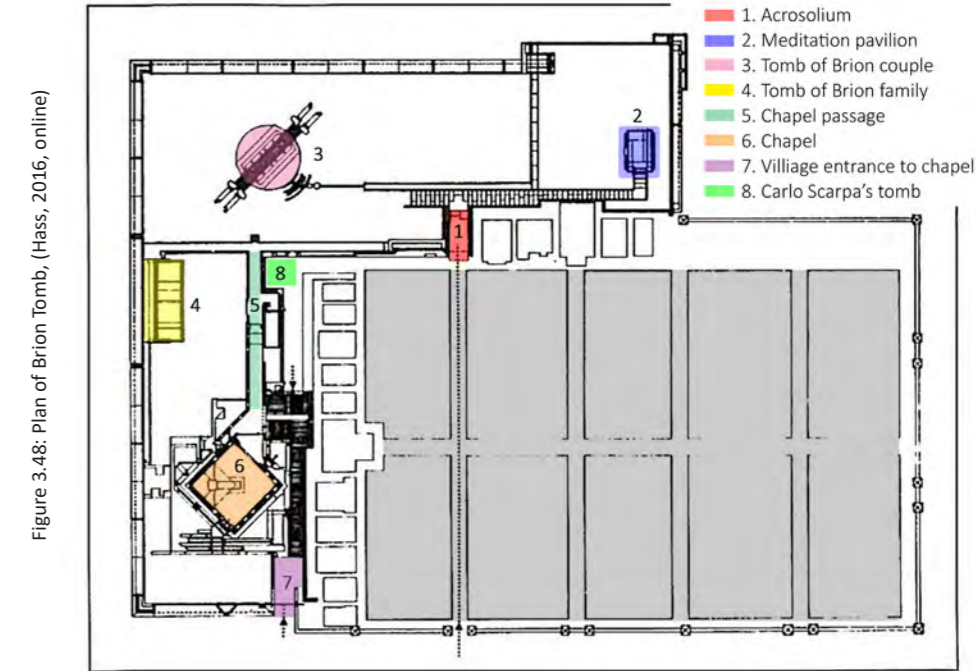 1. Acrosolium
2. Meditation pavilion
3. Tomb of Brion couple
4. Tomb of Brion family
5. Chapel passage
6. Chapel
7. Villiage entrance to chapel
8. Carlo Scarpa's tomb
2
3
1
8
4
5
6
7
Figure 3.48: Plan of Brion Tomb, (Hass, 2016, online)